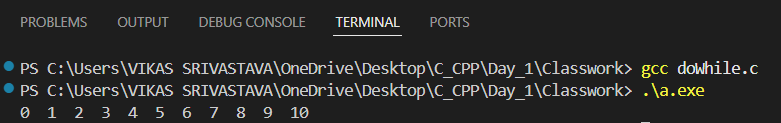 PROBLEMS OUTPUT DEBUG CONSOLE TERMINAL PORTS
PS C:\Users\VIKAS SRIVASTAVA\OneDrive\Desktop\C_CPP\Day_1\Classwork> gcc doWhile.c
PS C:\Users\VIKAS SRIVASTAVA\OneDrive\Desktop\C_CPP\Day_1\Classwork> .\a.exe
0 1 2 3 4 5 6 7 8 9 10